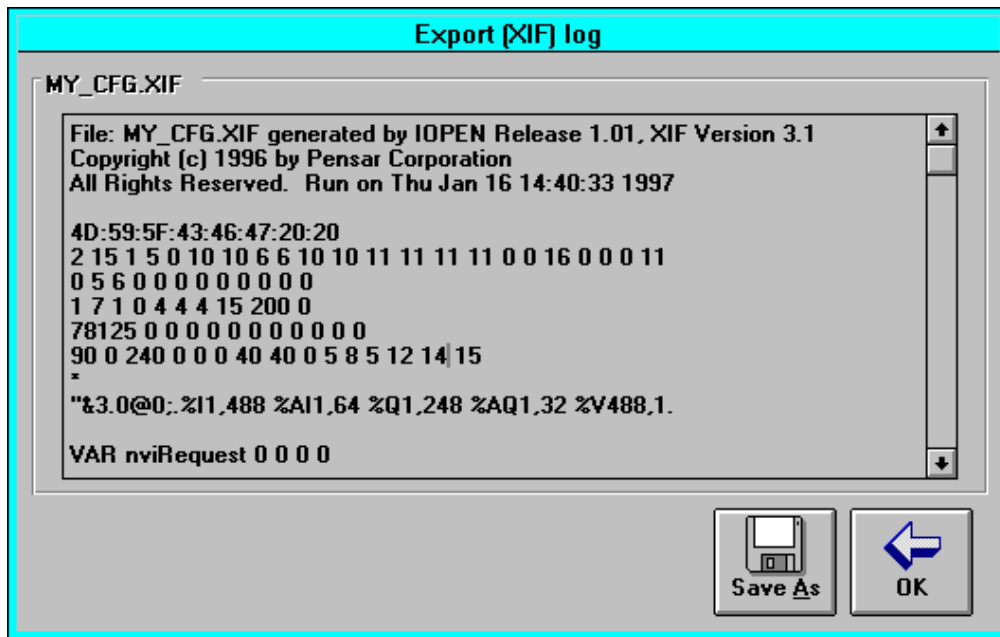 Export (XIF) log
MY_CFG.XIF
File: MY_CFG.XIF generated by IOPEN Release 1.01, XIF Version 3.1
Copyright (c) 1996 by Pensar Corporation
All Rights Reserved.  Run on Thu Jan 16 14:40:33 1997
4D:59:5F:43:46:47:20:20
2 15 1 5 0 10 10 6 6 10 10 11 11 11 11 0 0 16 0 0 0 11
0 5 6 0 0 0 0 0 0 0 0 0
1 7 1 0 4 4 4 15 200 0
78125 0 0 0 0 0 0 0 0 0 0 0
90 0 240 0 0 0 40 40 0 5 8 5 12 14 15
*
"&3.0@0;.%I1,488 %AI1,64 %Q1,248 %AQ1,32 %V488,1.
VAR nviRequest 0 0 0 0
Save As
OK